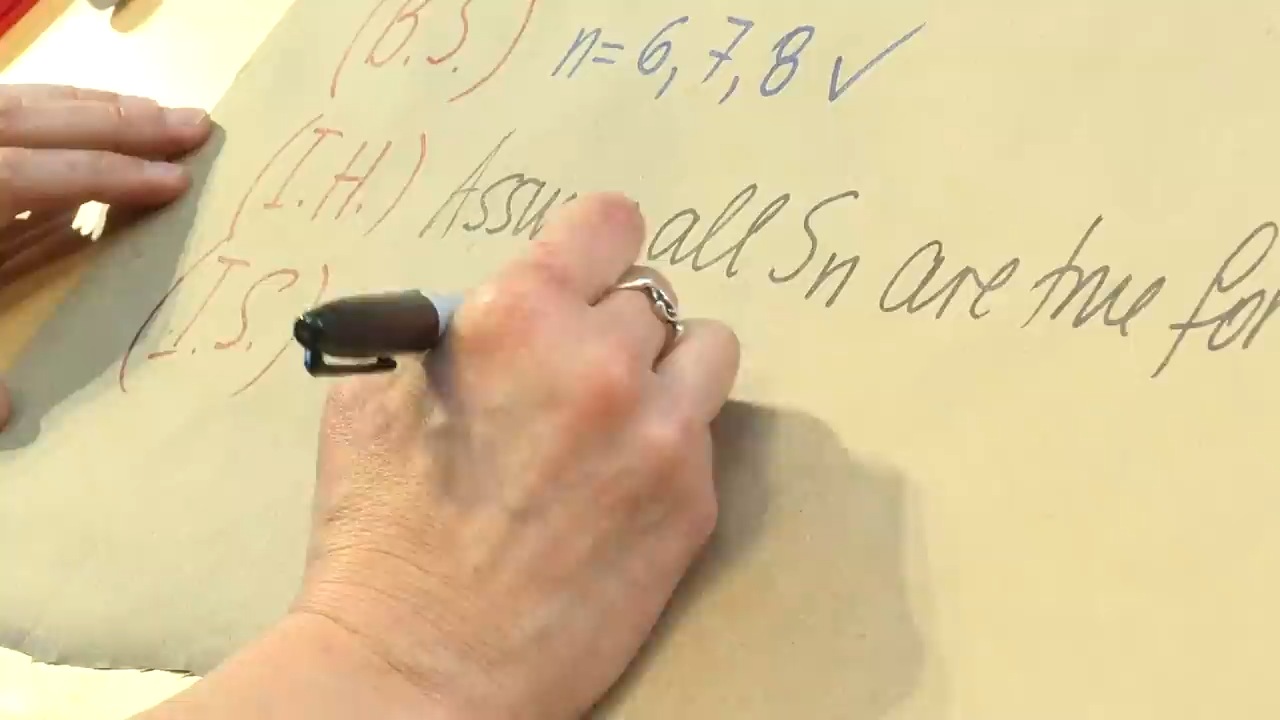 (B.S.) n=6,7,8 ✓
(I.H.) all Sn are true for
(I.S.)